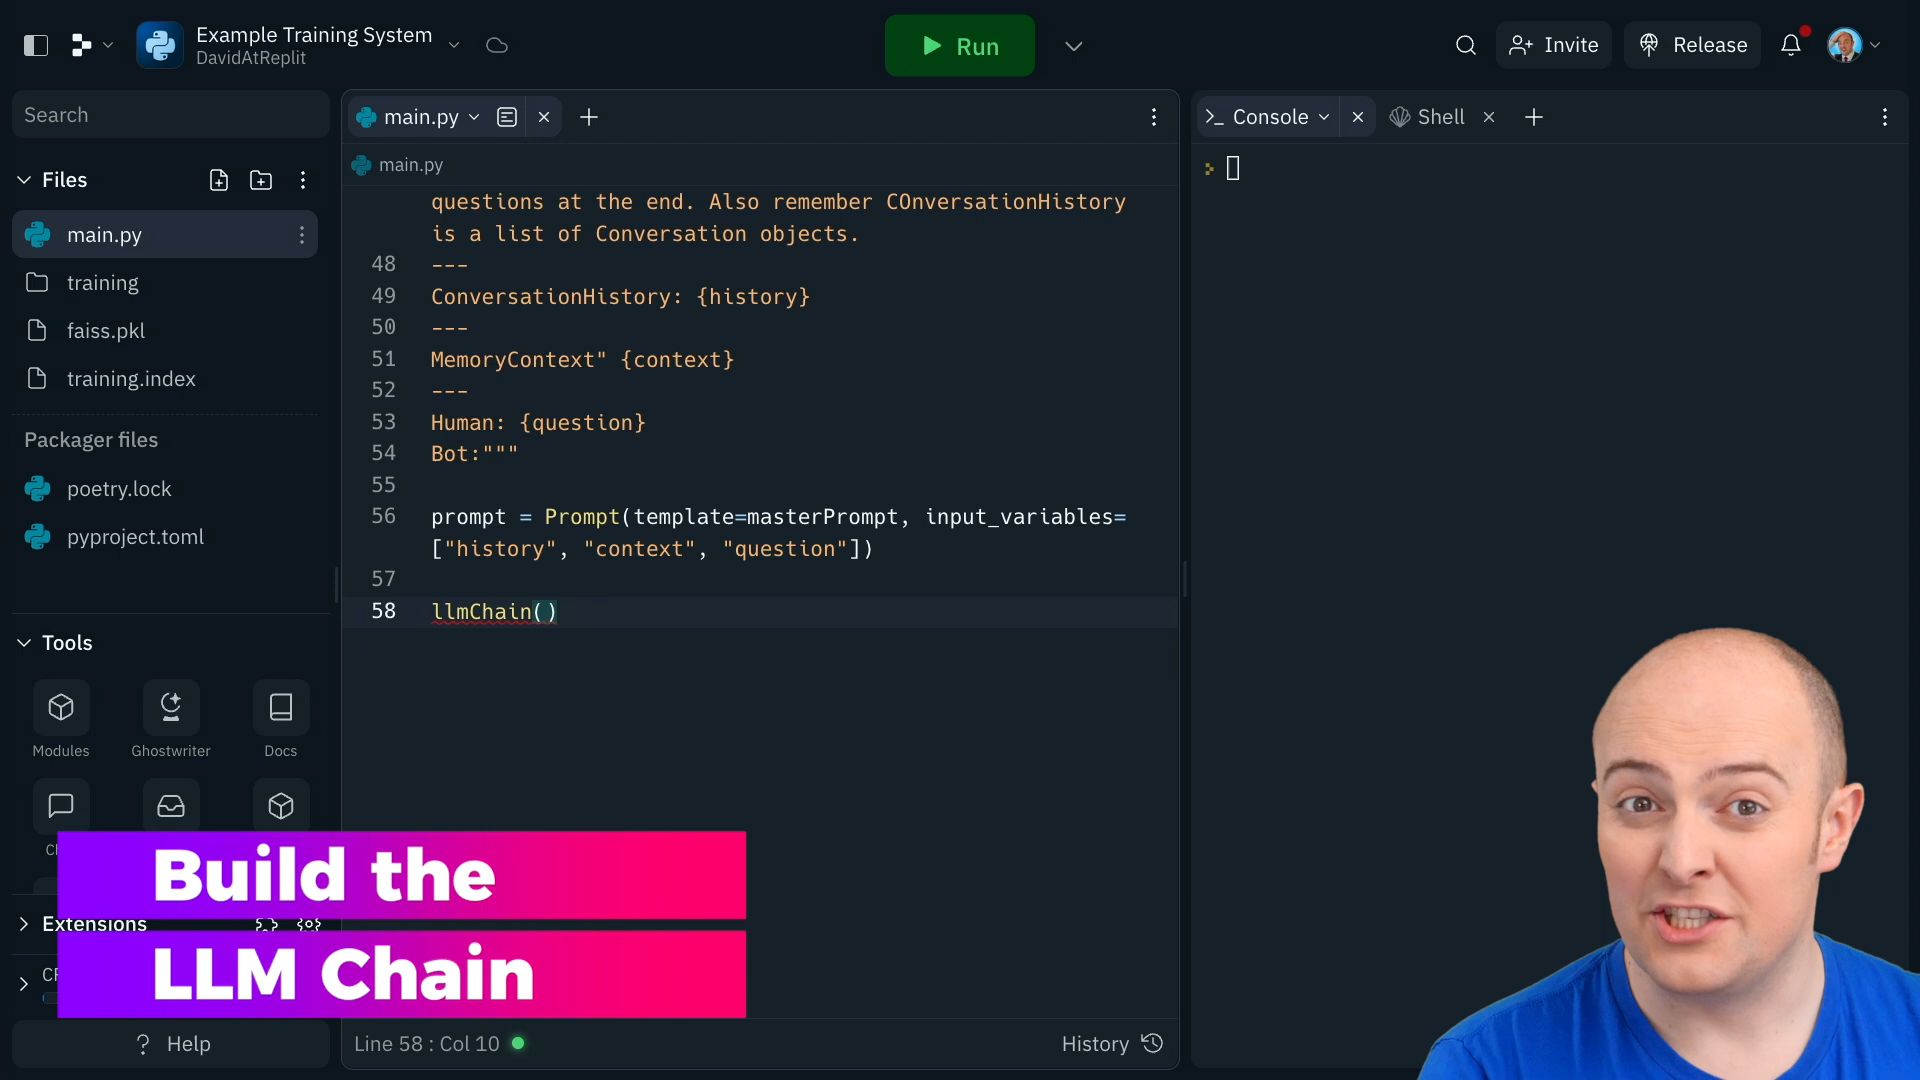 Example Training System
DavidAtReplit
Run
Invite
Release
Search
Files
main.py
training
faiss.pkl
training.index
Packager files
poetry.lock
pyproject.toml
Tools
Modules
Ghostwriter
Docs
Extensions
Help
main.py
main.py
questions at the end. Also remember COnversationHistory
is a list of Conversation objects.
48 ---
49 ConversationHistory: {history}
50 ---
51 MemoryContext" {context}
52 ---
53 Human: {question}
54 Bot:"""
55
56 prompt = Prompt(template=masterPrompt, input_variables=
["history", "context", "question"])
57
58 llmChain()
Line 58 : Col 10
History
Console
Shell
Build the
LLM Chain